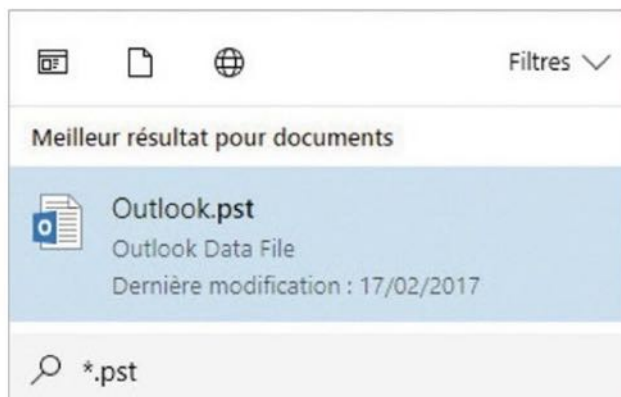 Filtres
Meilleur résultat pour documents
Outlook.pst
Outlook Data File
Dernière modification : 17/02/2017
*.pst